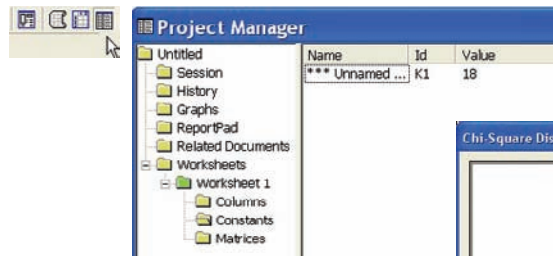 Project Manager
Untitled
Session
History
Graphs
ReportPad
Related Documents
Worksheets
Worksheet 1
Columns
Constants
Matrices
Name Id Value
*** Unnamed ... K1 18
Chi-Square Dis